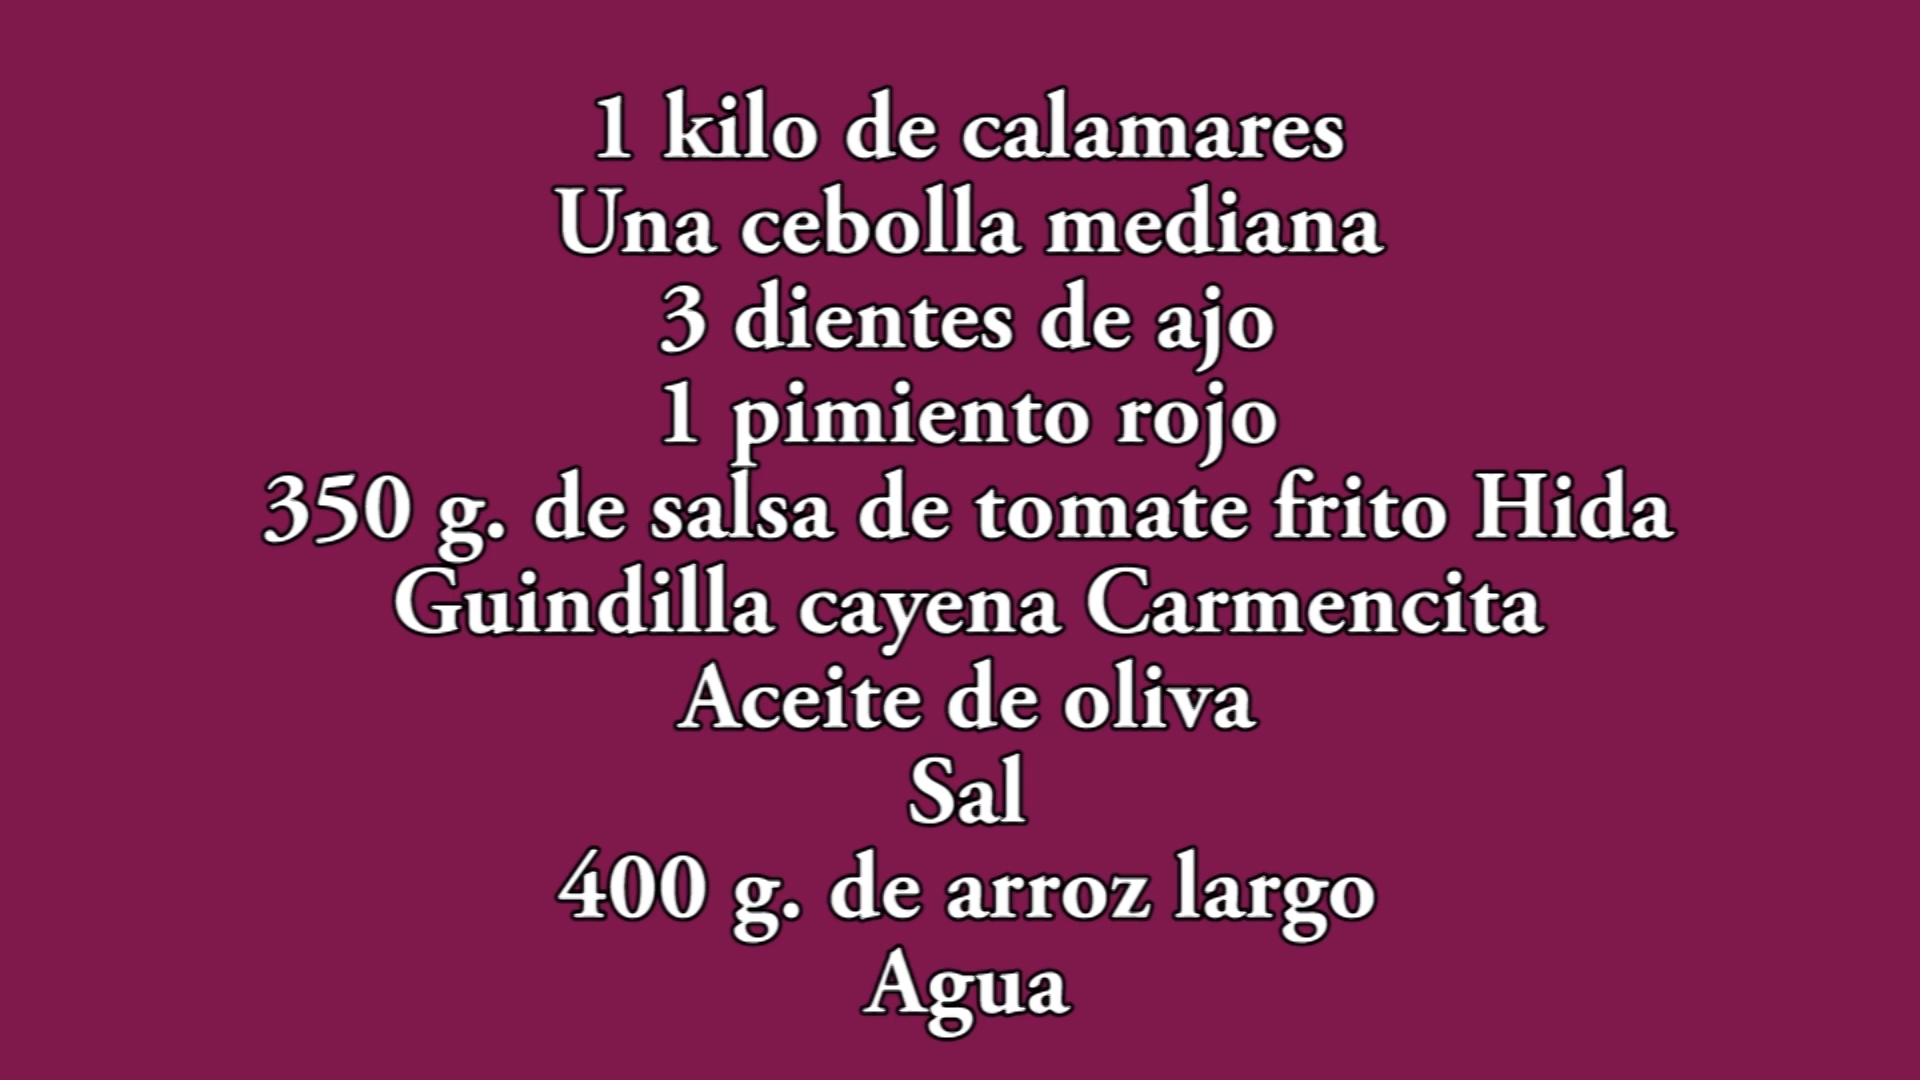 1 kilo de calamares
Una cebolla mediana
3 dientes de ajo
1 pimiento rojo
350 g. de salsa de tomate frito Hida
Guindilla cayena Carmencita
Aceite de oliva
Sal
400 g. de arroz largo
Agua